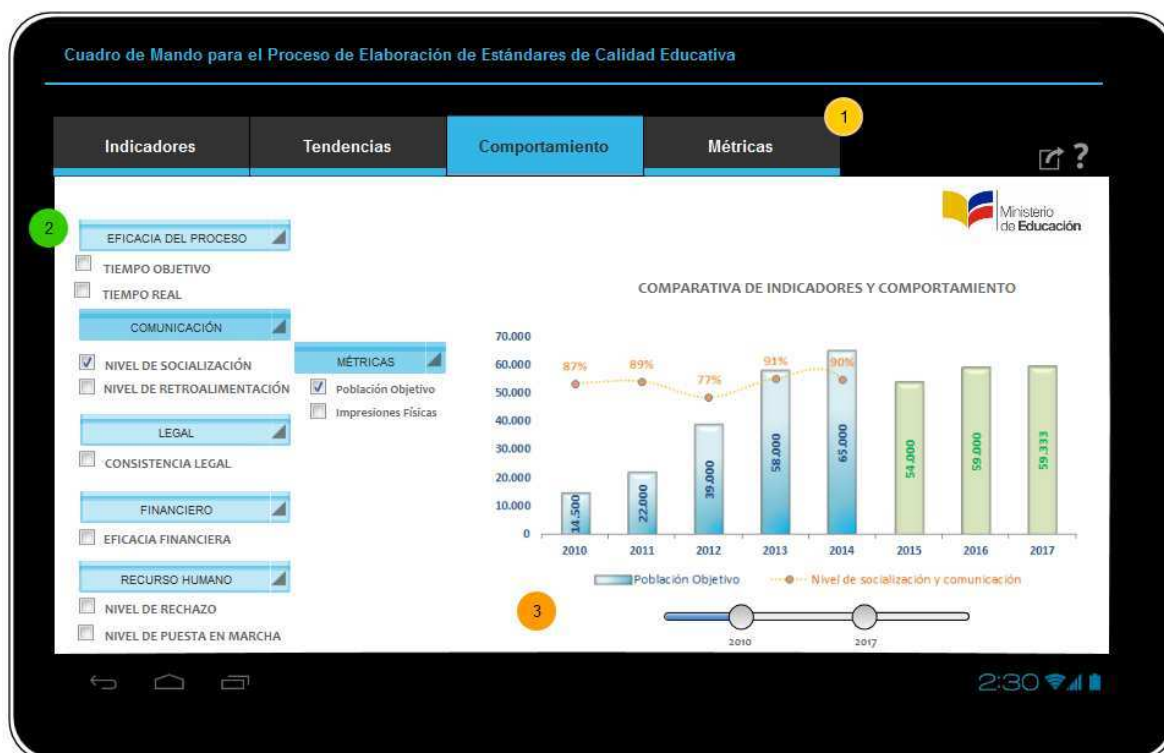 Cuadro de Mando para el Proceso de Elaboración de Estándares de Calidad Educativa
1
Indicadores
Tendencias
Comportamiento
Métricas
?
Ministerio
de Educación
2
EFICACIA DEL PROCESO
TIEMPO OBJETIVO
TIEMPO REAL
COMUNICACIÓN
NIVEL DE SOCIALIZACIÓN
NIVEL DE RETROALIMENTACIÓN
MÉTRICAS
Población Objetivo
Impresiones Físicas
LEGAL
CONSISTENCIA LEGAL
FINANCIERO
EFICACIA FINANCIERA
RECURSO HUMANO
NIVEL DE RECHAZO
NIVEL DE PUESTA EN MARCHA
COMPARATIVA DE INDICADORES Y COMPORTAMIENTO
70.000
60.000
50.000
40.000
30.000
20.000
10.000
0
87%
89%
77%
91%
90%
14.500
22.000
39.000
58.000
65.000
54.000
59.000
59.333
2010
2011
2012
2013
2014
2015
2016
2017
Población Objetivo
Nivel de socialización y comunicación
3
2010
2017
2:30